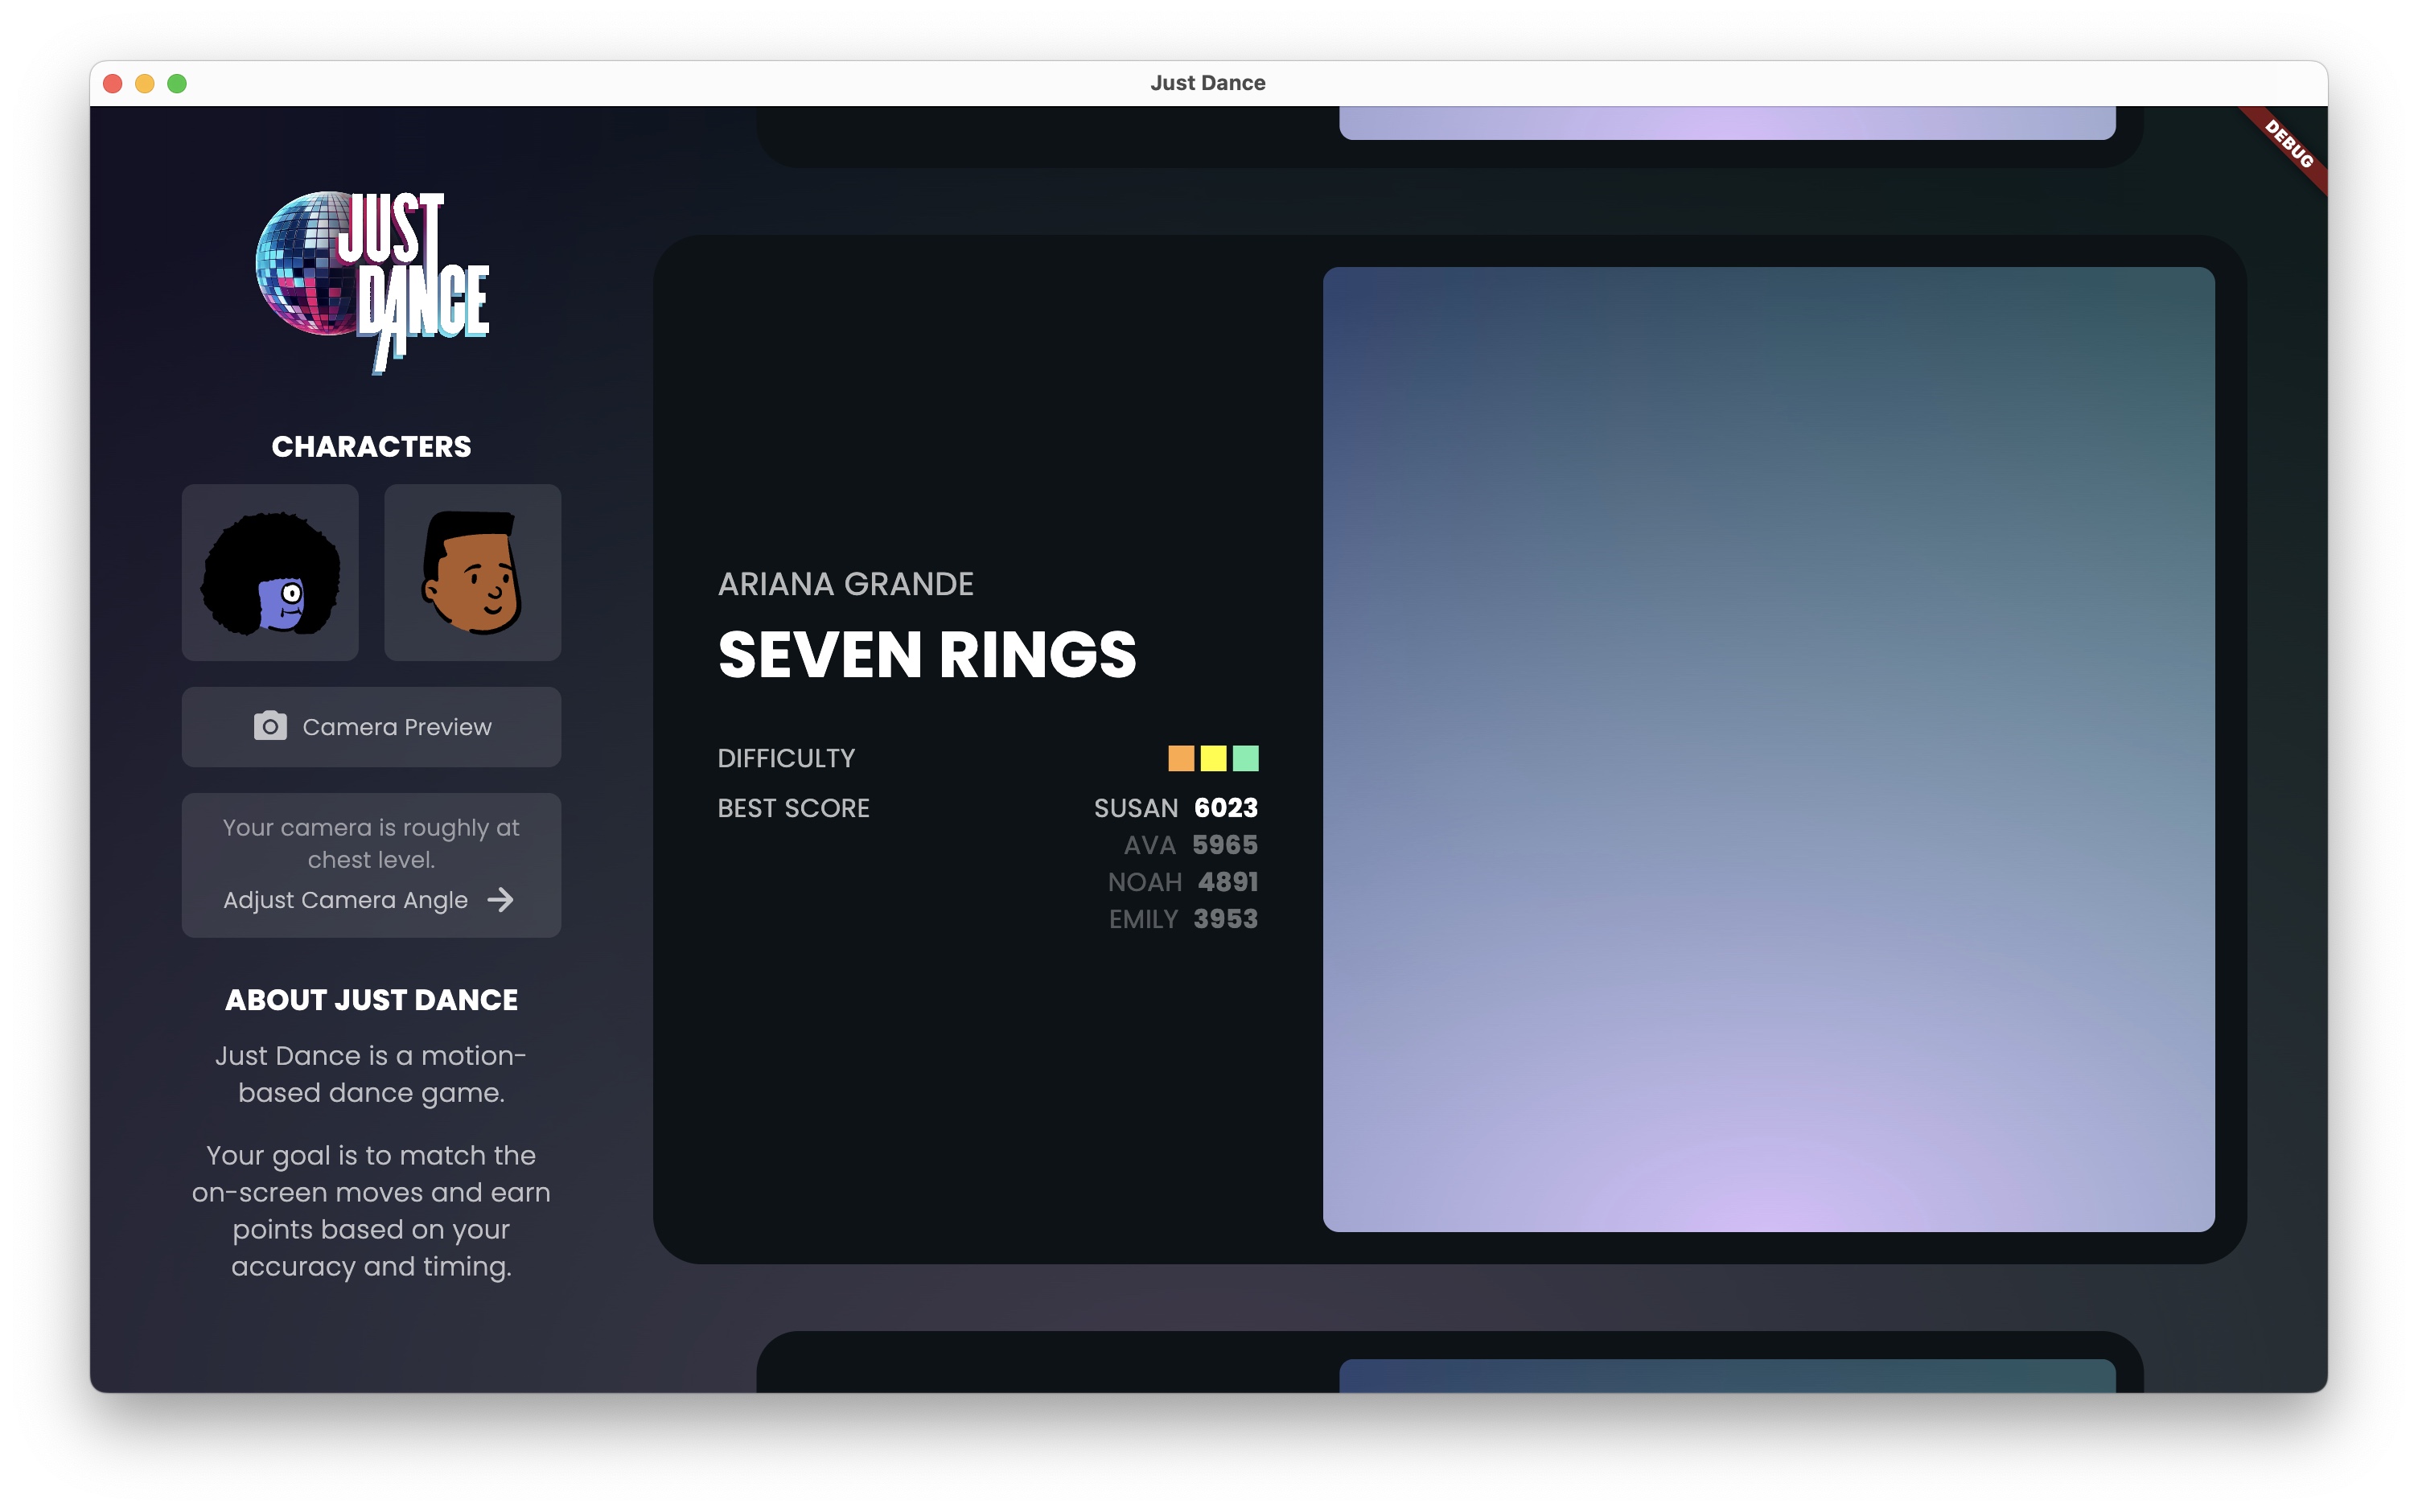 Just Dance
DEBUG
JUST
DANCE
CHARACTERS
Camera Preview
Your camera is roughly at
chest level.
Adjust Camera Angle
ABOUT JUST DANCE
Just Dance is a motion-
based dance game.
Your goal is to match the
on-screen moves and earn
points based on your
accuracy and timing.
ARIANA GRANDE
SEVEN RINGS
DIFFICULTY
BEST SCORE SUSAN 6023
AVA 5965
NOAH 4891
EMILY 3953